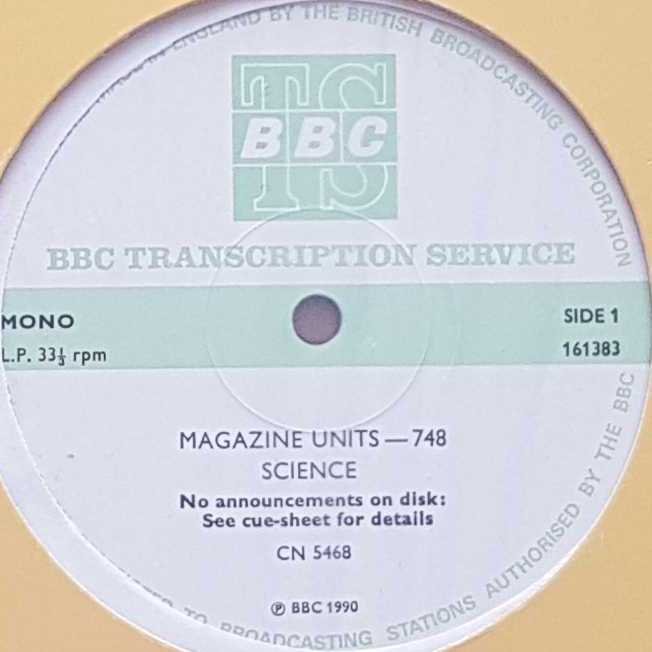 IN ENGLAND BY THE BRITISH BROADCASTING CORPORATION
TS
BBC
BBC TRANSCRIPTION SERVICE
MONO
SIDE 1
L.P. 33⅓ rpm
161383
MAGAZINE UNITS — 748
SCIENCE
No announcements on disk:
See cue-sheet for details
CN 5468
℗ BBC 1990
TO BROADCASTING STATIONS AUTHORISED BY THE BBC